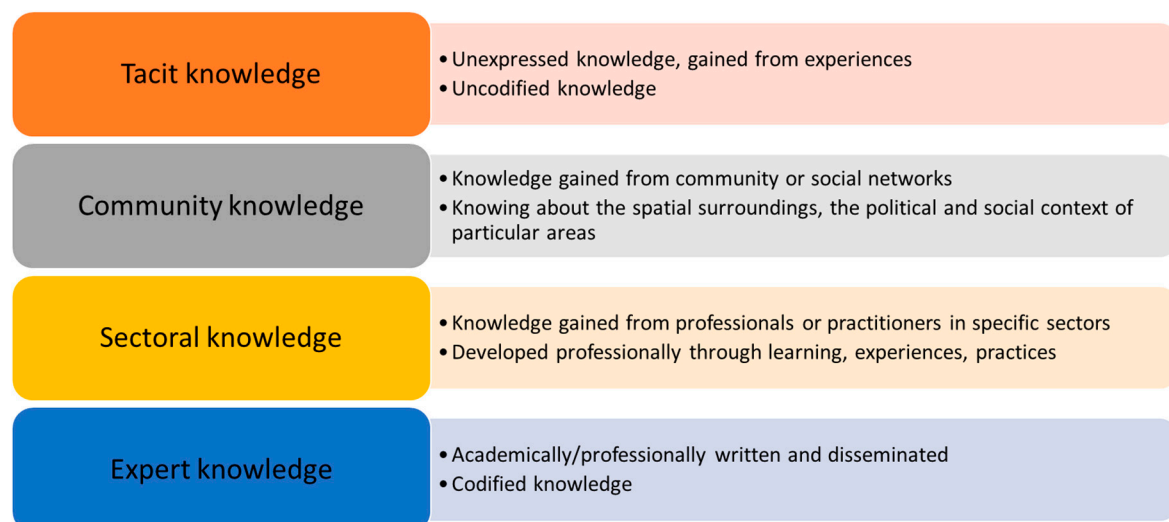 Tacit knowledge
• Unexpressed knowledge, gained from experiences
• Uncodified knowledge
Community knowledge
• Knowledge gained from community or social networks
• Knowing about the spatial surroundings, the political and social context of
particular areas
Sectoral knowledge
• Knowledge gained from professionals or practitioners in specific sectors
• Developed professionally through learning, experiences, practices
Expert knowledge
• Academically/professionally written and disseminated
• Codified knowledge